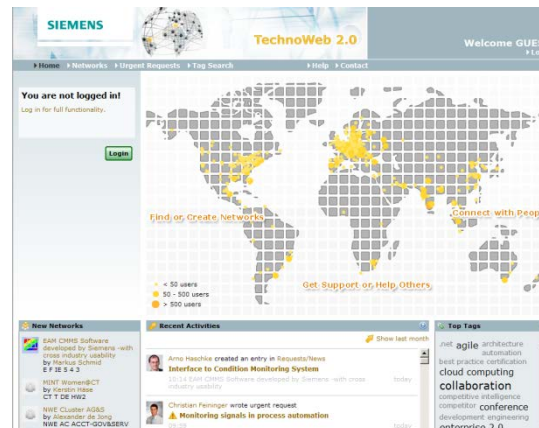 SIEMENS
TechnoWeb 2.0
Welcome GUE
Home Networks Urgent Requests Tag Search Help Contact
You are not logged in!
Log in for full functionality.
Login
Find or Create Networks
Connect with Peop
Get Support or Help Others
< 50 users
50 - 500 users
> 500 users
New Networks
EAM CMMS Software
developed by Siemens -with
cross industry usability
by Markus Schmid
E F IE S 4 3
MINT Women@CT
by Kerstin Häse
CT T DE HW2
NWE Cluster AG&S
by Alexander de Jong
NWE AC ACCT-GOV&SERV
Recent Activities
Show last month
Arno Haschke created an entry in Requests/News
Interface to Condition Monitoring System
EAM CMMS Software developed by Siemens -with cross
industry usability
today
Christian Feininger wrote urgent request
Monitoring signals in process automation
today
Top Tags
.net agile architecture
automation
best practice certification
cloud computing
collaboration
competitive intelligence
competitor conference
development engineering
enterprise 2.0